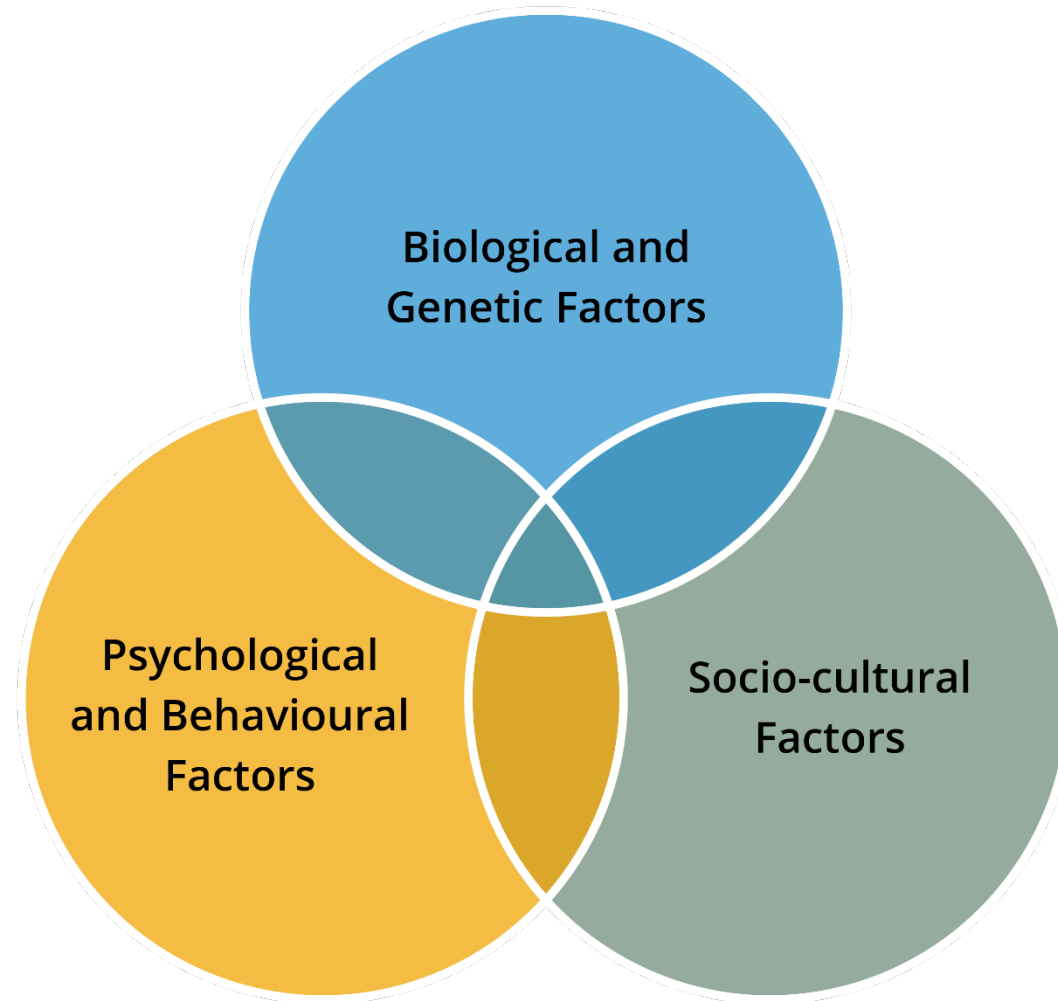 Biological and
Genetic Factors
Psychological
and Behavioural
Factors
Socio-cultural
Factors